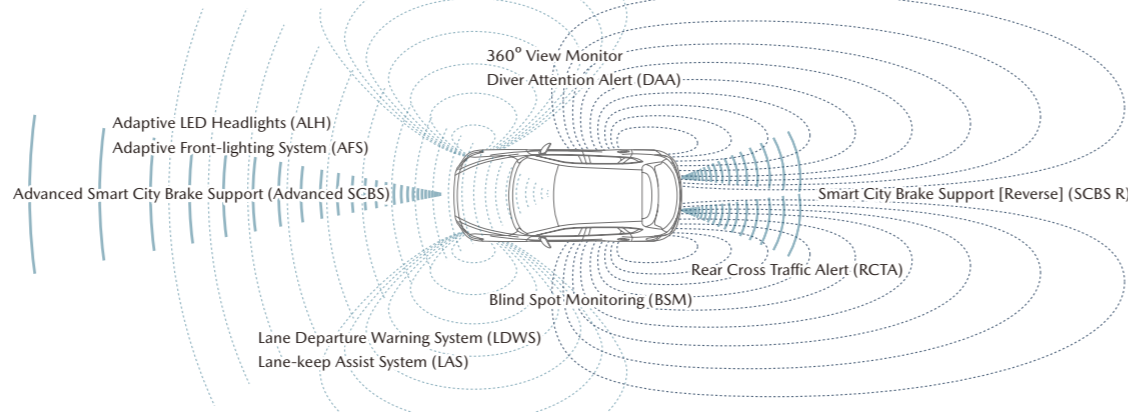 360° View Monitor
Diver Attention Alert (DAA)
Adaptive LED Headlights (ALH)
Adaptive Front-lighting System (AFS)
Advanced Smart City Brake Support (Advanced SCBS)
Smart City Brake Support [Reverse] (SCBS R)
Rear Cross Traffic Alert (RCTA)
Blind Spot Monitoring (BSM)
Lane Departure Warning System (LDWS)
Lane-keep Assist System (LAS)